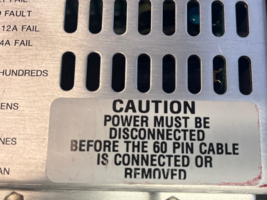 FAULT
12A FAIL
4A FAIL
HUNDREDS
ENS
NES
AN
CAUTION
POWER MUST BE
DISCONNECTED
BEFORE THE 60 PIN CABLE
IS CONNECTED OR
REMOVED